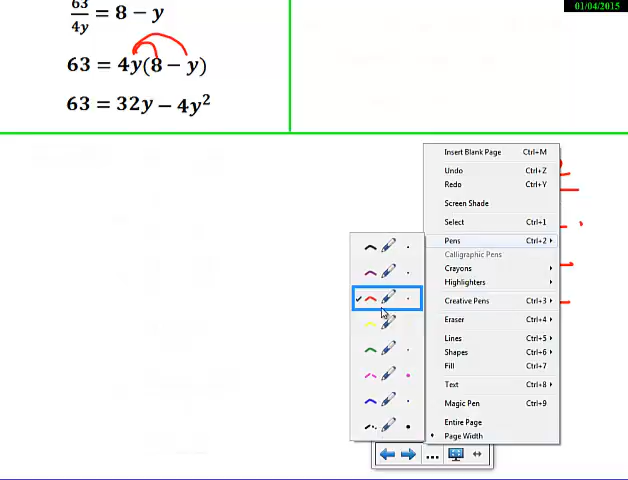 01/04/2015
63/4y = 8 − y
63 = 4y(8 − y)
63 = 32y − 4y²
Insert Blank Page Ctrl+M
Undo Ctrl+Z
Redo Ctrl+Y
Screen Shade
Select Ctrl+1
Pens Ctrl+2
Calligraphic Pens
Crayons
Highlighters
Creative Pens Ctrl+3
Eraser Ctrl+4
Lines Ctrl+5
Shapes Ctrl+6
Fill Ctrl+7
Text Ctrl+8
Magic Pen Ctrl+9
Entire Page
Page Width